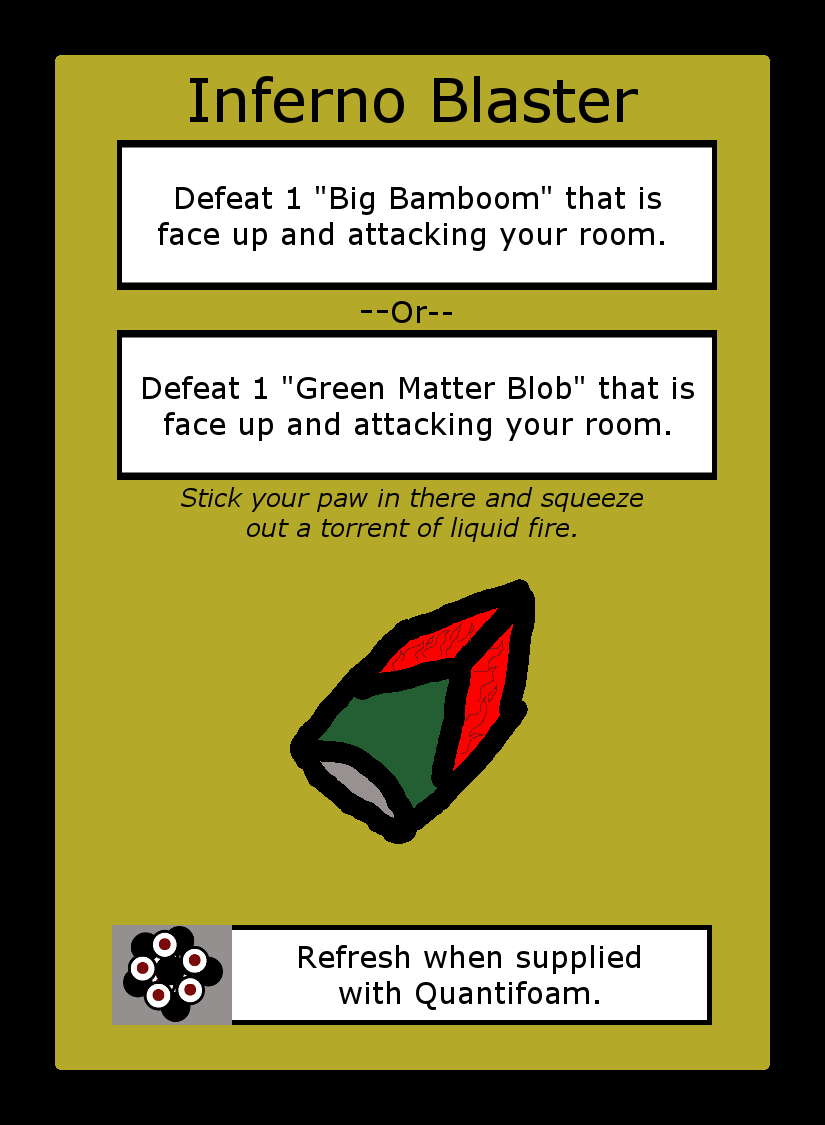 Inferno Blaster
Defeat 1 "Big Bamboom" that is
face up and attacking your room.
--Or--
Defeat 1 "Green Matter Blob" that is
face up and attacking your room.
Stick your paw in there and squeeze
out a torrent of liquid fire.
Refresh when supplied
with Quantifoam.